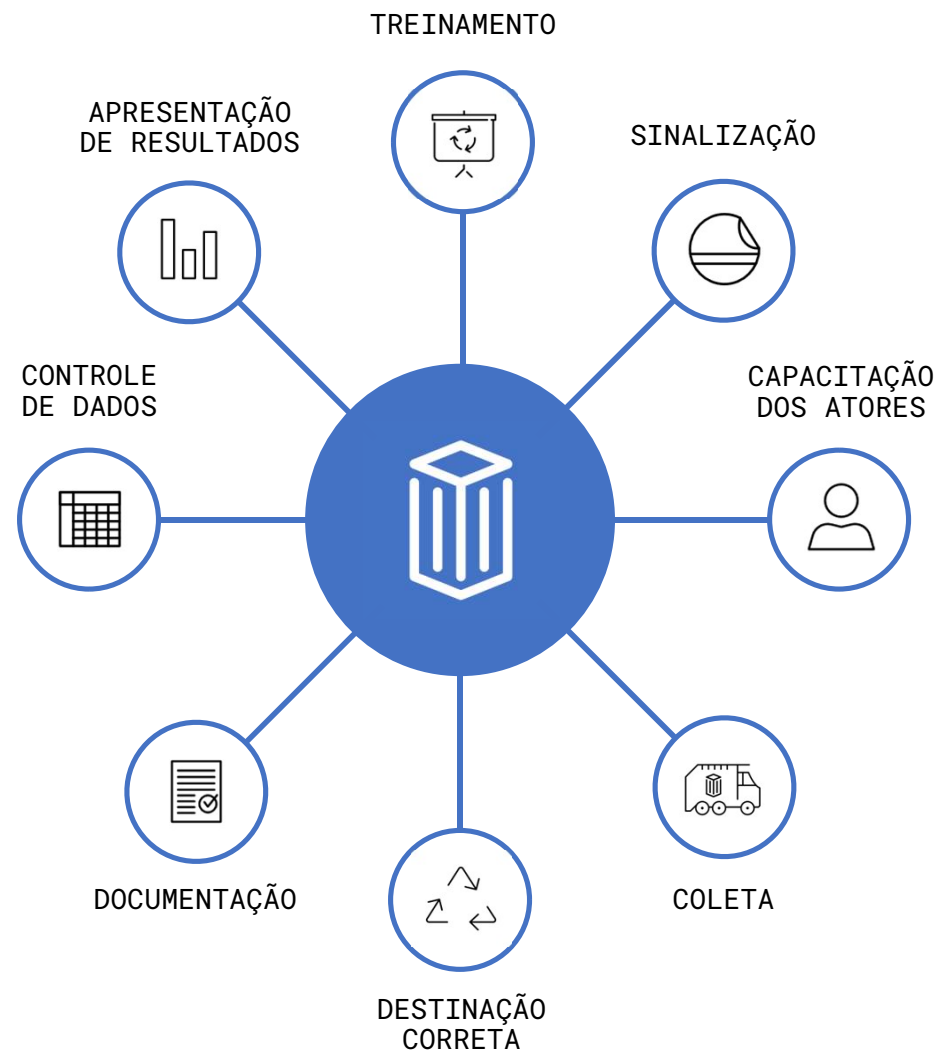 TREINAMENTO
APRESENTAÇÃO
DE RESULTADOS
SINALIZAÇÃO
CONTROLE
DE DADOS
CAPACITAÇÃO
DOS ATORES
DOCUMENTAÇÃO
COLETA
DESTINAÇÃO
CORRETA